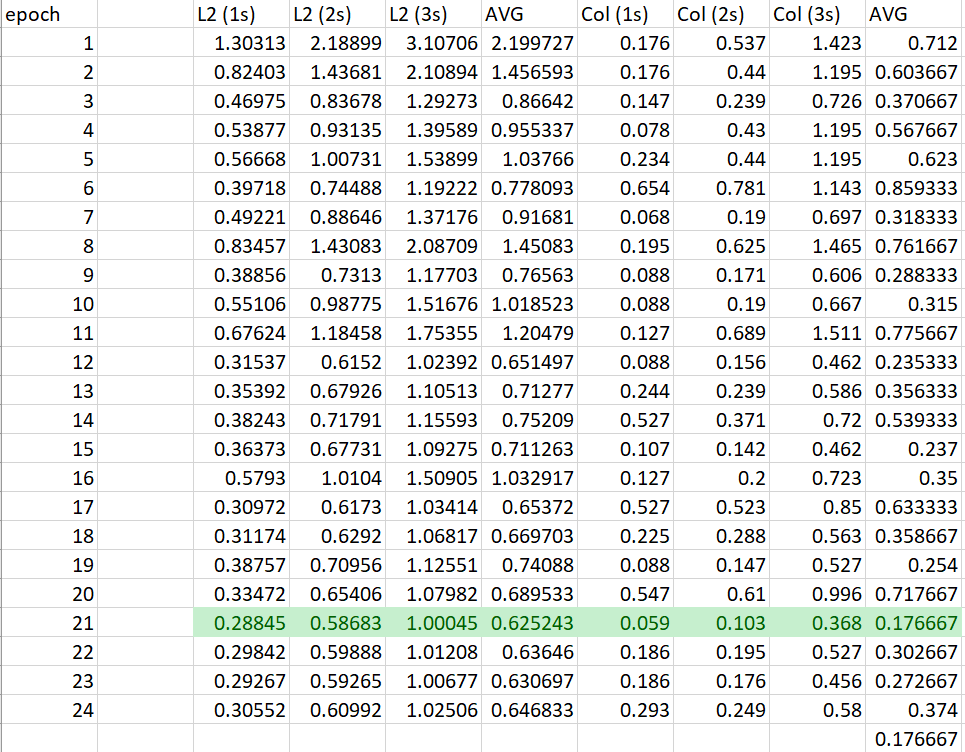 epoch L2 (1s) L2 (2s) L2 (3s) AVG Col (1s) Col (2s) Col (3s) AVG
1 1.30313 2.18899 3.10706 2.199727 0.176 0.537 1.423 0.712
2 0.82403 1.43681 2.10894 1.456593 0.176 0.44 1.195 0.603667
3 0.46975 0.83678 1.29273 0.86642 0.147 0.239 0.726 0.370667
4 0.53877 0.93135 1.39589 0.955337 0.078 0.43 1.195 0.567667
5 0.56668 1.00731 1.53899 1.03766 0.234 0.44 1.195 0.623
6 0.39718 0.74488 1.19222 0.778093 0.654 0.781 1.143 0.859333
7 0.49221 0.88646 1.37176 0.91681 0.068 0.19 0.697 0.318333
8 0.83457 1.43083 2.08709 1.45083 0.195 0.625 1.465 0.761667
9 0.38856 0.7313 1.17703 0.76563 0.088 0.171 0.606 0.288333
10 0.55106 0.98775 1.51676 1.018523 0.088 0.19 0.667 0.315
11 0.67624 1.18458 1.75355 1.20479 0.127 0.689 1.511 0.775667
12 0.31537 0.6152 1.02392 0.651497 0.088 0.156 0.462 0.235333
13 0.35392 0.67926 1.10513 0.71277 0.244 0.239 0.586 0.356333
14 0.38243 0.71791 1.15593 0.75209 0.527 0.371 0.72 0.539333
15 0.36373 0.67731 1.09275 0.711263 0.107 0.142 0.462 0.237
16 0.5793 1.0104 1.50905 1.032917 0.127 0.2 0.723 0.35
17 0.30972 0.6173 1.03414 0.65372 0.527 0.523 0.85 0.633333
18 0.31174 0.6292 1.06817 0.669703 0.225 0.288 0.563 0.358667
19 0.38757 0.70956 1.12551 0.74088 0.088 0.147 0.527 0.254
20 0.33472 0.65406 1.07982 0.689533 0.547 0.61 0.996 0.717667
21 0.28845 0.58683 1.00045 0.625243 0.059 0.103 0.368 0.176667
22 0.29842 0.59888 1.01208 0.63646 0.186 0.195 0.527 0.302667
23 0.29267 0.59265 1.00677 0.630697 0.186 0.176 0.456 0.272667
24 0.30552 0.60992 1.02506 0.646833 0.293 0.249 0.58 0.374
0.176667